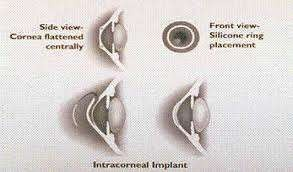 Side view-
Cornea flattened
centrally
Front view-
Silicone ring
placement
Intracorneal Implant